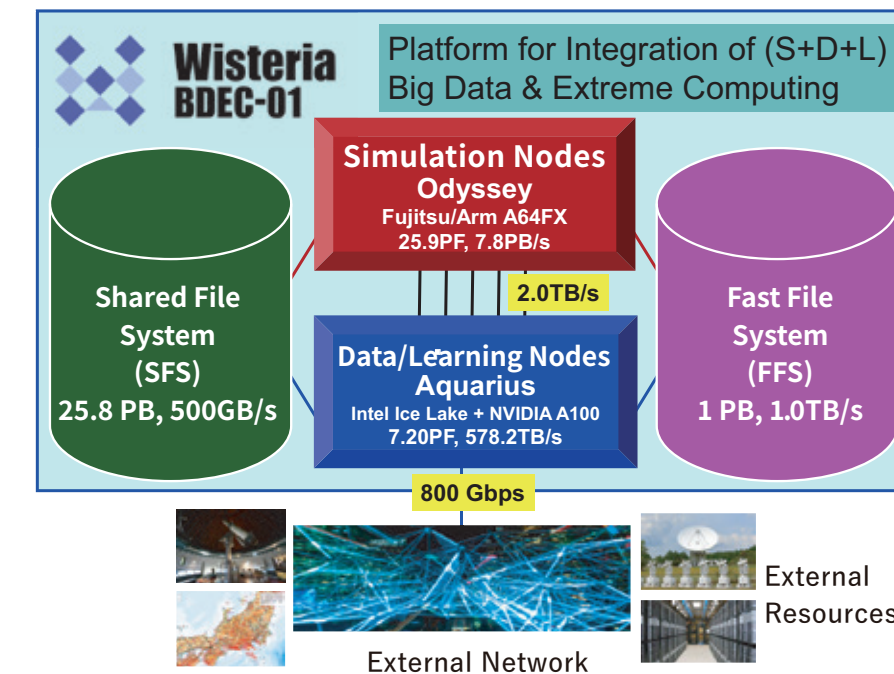 Wisteria
BDEC-01
Platform for Integration of (S+D+L)
Big Data & Extreme Computing
Simulation Nodes
Odyssey
Fujitsu/Arm A64FX
25.9PF, 7.8PB/s
2.0TB/s
Shared File
System
(SFS)
25.8 PB, 500GB/s
Data/Learning Nodes
Aquarius
Intel Ice Lake + NVIDIA A100
7.20PF, 578.2TB/s
Fast File
System
(FFS)
1 PB, 1.0TB/s
800 Gbps
External
Resources
External Network